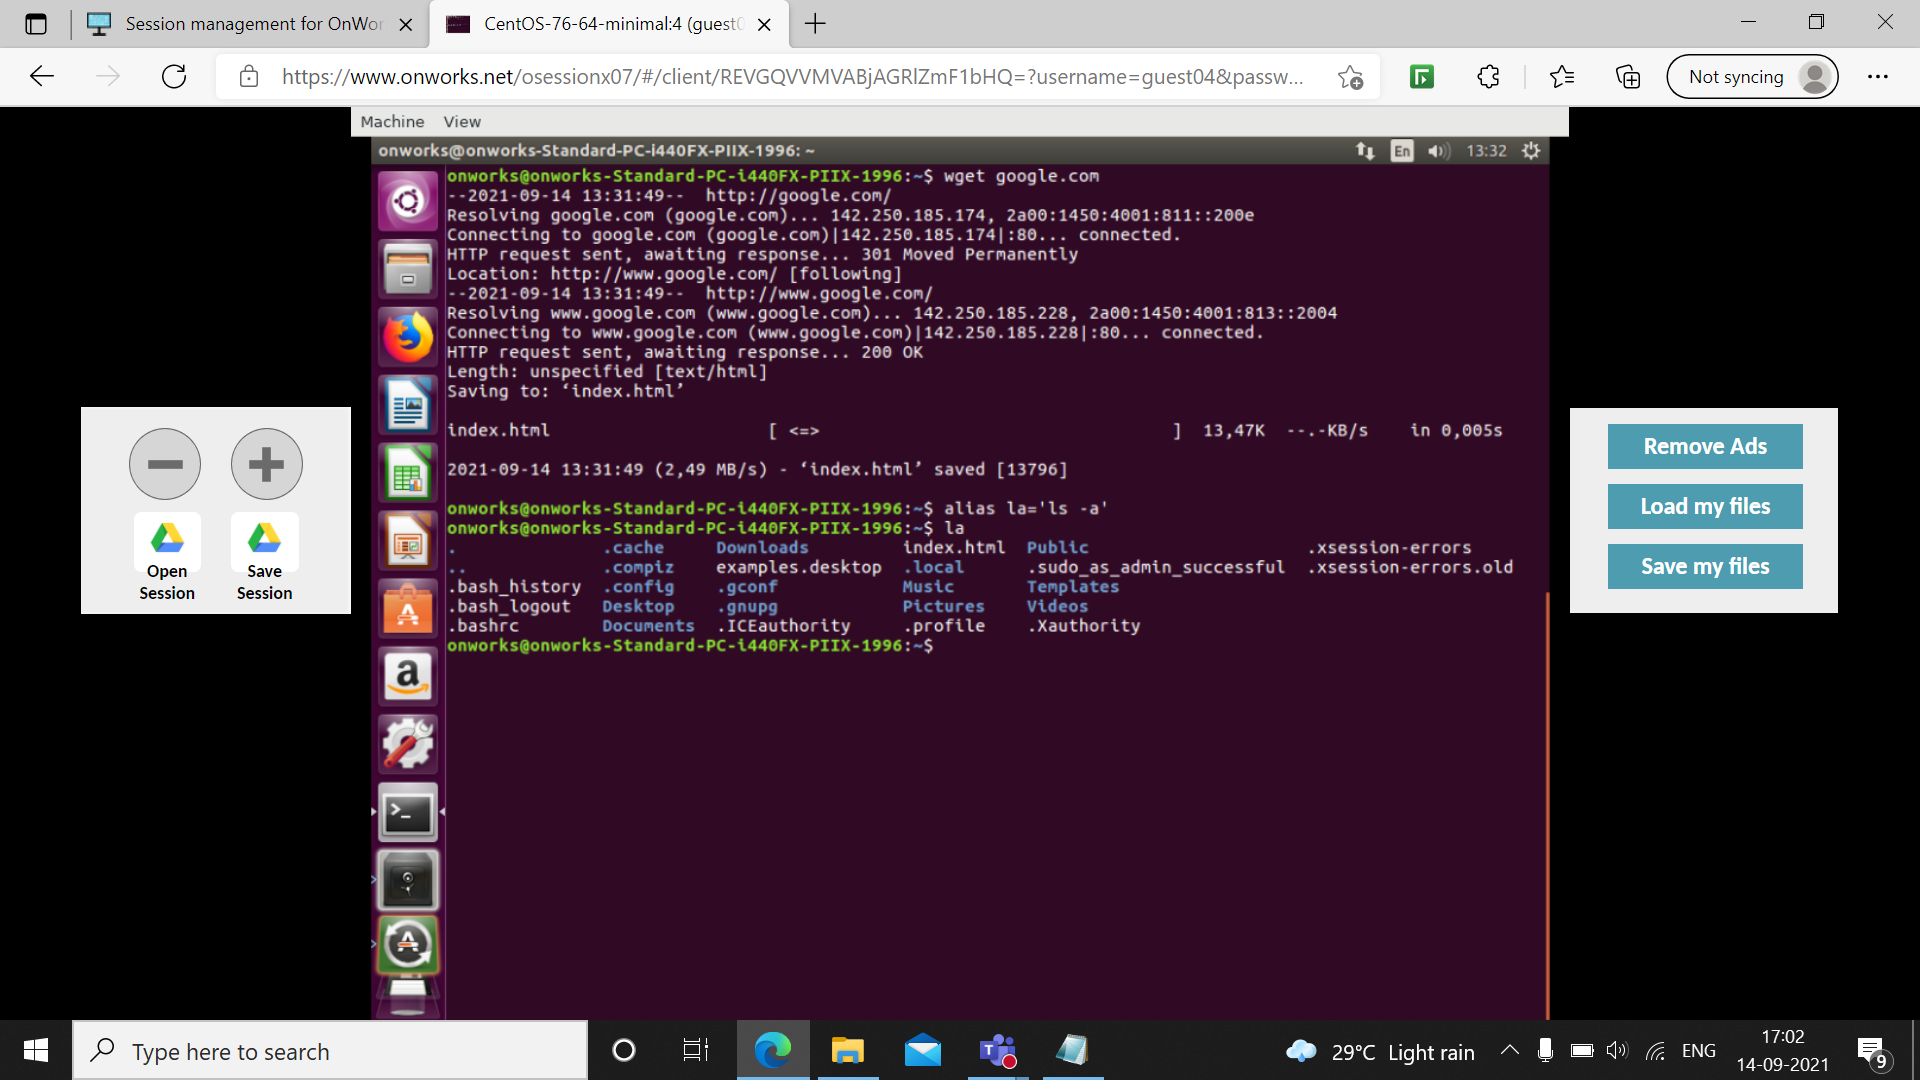 Session management for OnWor
CentOS-76-64-minimal:4 (guest0
https://www.onworks.net/osessionx07/#/client/REVGQVVMVABjAGRlZmF1bHQ=?username=guest04&passw...
Not syncing
Machine View
onworks@onworks-Standard-PC-i440FX-PIIX-1996: ~
En
13:32
onworks@onworks-Standard-PC-i440FX-PIIX-1996:~$ wget google.com
--2021-09-14 13:31:49-- http://google.com/
Resolving google.com (google.com)... 142.250.185.174, 2a00:1450:4001:811::200e
Connecting to google.com (google.com)|142.250.185.174|:80... connected.
HTTP request sent, awaiting response... 301 Moved Permanently
Location: http://www.google.com/ [following]
--2021-09-14 13:31:49-- http://www.google.com/
Resolving www.google.com (www.google.com)... 142.250.185.228, 2a00:1450:4001:813::2004
Connecting to www.google.com (www.google.com)|142.250.185.228|:80... connected.
HTTP request sent, awaiting response... 200 OK
Length: unspecified [text/html]
Saving to: ‘index.html’
index.html [ <=> ] 13,47K --.-KB/s in 0,005s
2021-09-14 13:31:49 (2,49 MB/s) - ‘index.html’ saved [13796]
onworks@onworks-Standard-PC-i440FX-PIIX-1996:~$ alias la='ls -a'
onworks@onworks-Standard-PC-i440FX-PIIX-1996:~$ la
. .cache Downloads index.html Public .xsession-errors
.. .compiz examples.desktop .local .sudo_as_admin_successful .xsession-errors.old
.bash_history .config .gconf Music Templates
.bash_logout Desktop .gnupg Pictures Videos
.bashrc Documents .ICEauthority .profile .Xauthority
onworks@onworks-Standard-PC-i440FX-PIIX-1996:~$
Open Session
Save Session
Remove Ads
Load my files
Save my files
Type here to search
29°C Light rain
ENG
17:02
14-09-2021
9